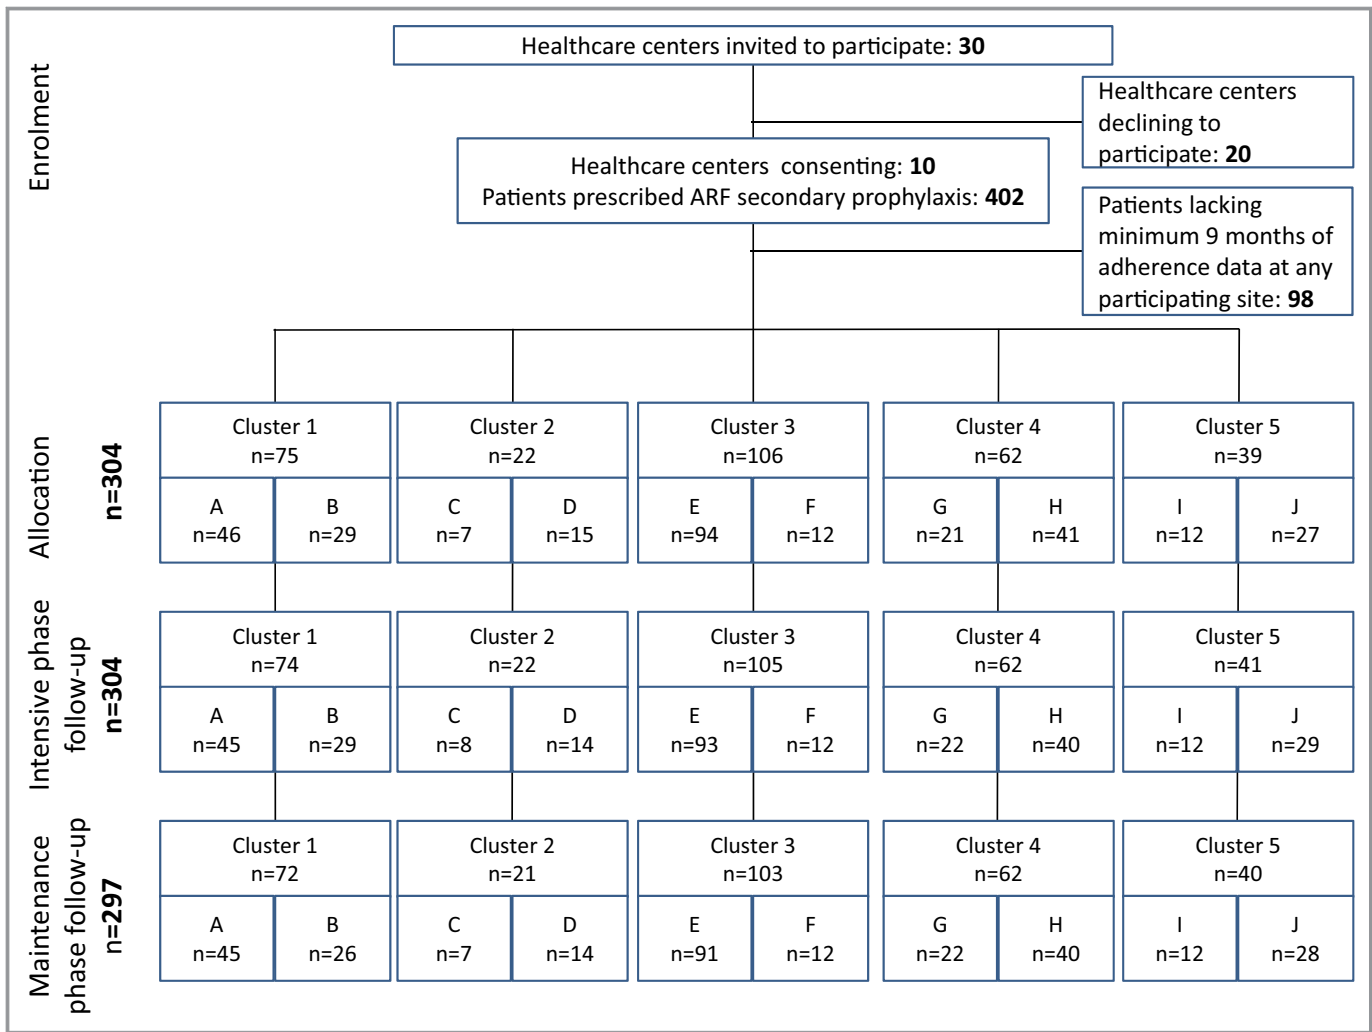 Healthcare centers invited to participate: 30
Enrolment
Healthcare centers
declining to
participate: 20
Healthcare centers consenting: 10
Patients prescribed ARF secondary prophylaxis: 402
Patients lacking
minimum 9 months of
adherence data at any
participating site: 98
Allocation
n=304
Cluster 1
n=75
A
n=46
B
n=29
Cluster 2
n=22
C
n=7
D
n=15
Cluster 3
n=106
E
n=94
F
n=12
Cluster 4
n=62
G
n=21
H
n=41
Cluster 5
n=39
I
n=12
J
n=27
Intensive phase
follow-up
n=304
Cluster 1
n=74
A
n=45
B
n=29
Cluster 2
n=22
C
n=8
D
n=14
Cluster 3
n=105
E
n=93
F
n=12
Cluster 4
n=62
G
n=22
H
n=40
Cluster 5
n=41
I
n=12
J
n=29
Maintenance
phase follow-up
n=297
Cluster 1
n=72
A
n=45
B
n=26
Cluster 2
n=21
C
n=7
D
n=14
Cluster 3
n=103
E
n=91
F
n=12
Cluster 4
n=62
G
n=22
H
n=40
Cluster 5
n=40
I
n=12
J
n=28